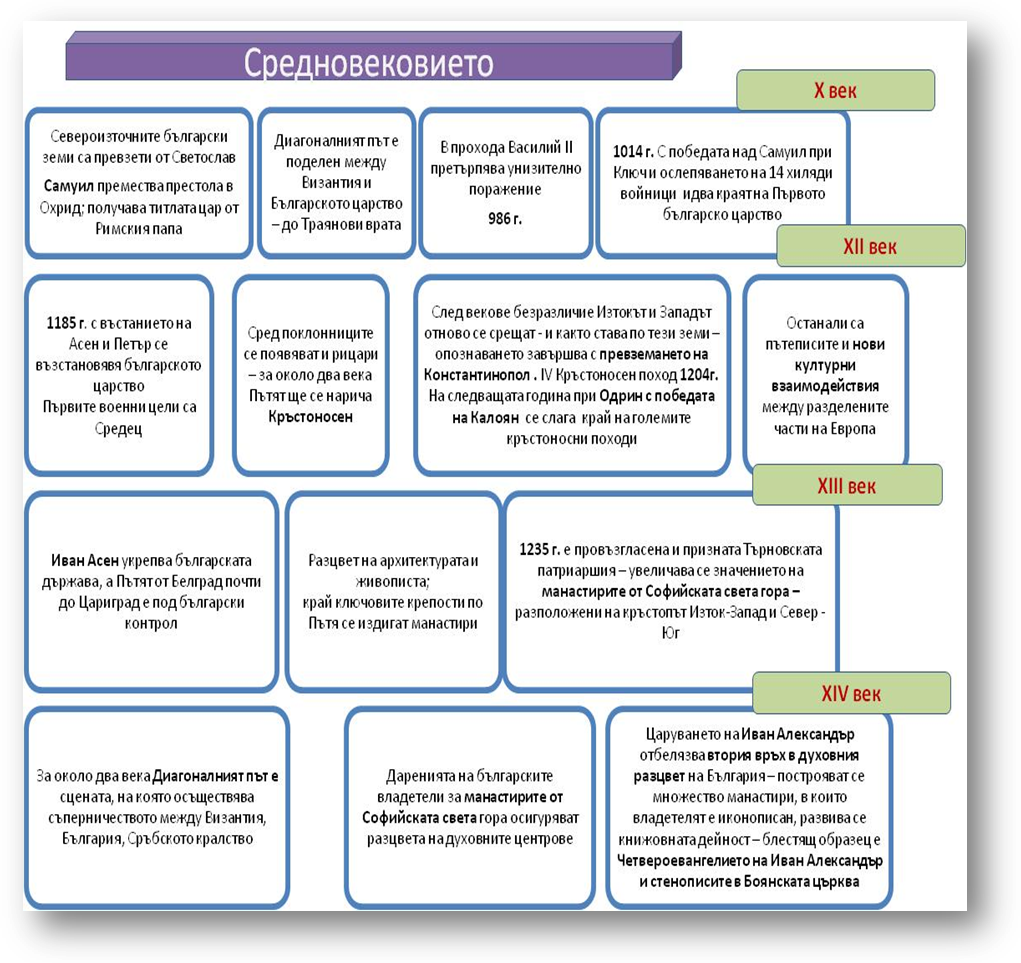 Средновековието
X век
Североизточните български
земи са превзети от Светослав
Самуил премества престола в
Охрид; получава титлата цар от
Римския папа
Диагоналният път е
поделен между
Византия и
Българското царство
– до Траянови врата
В прохода Василий II
претърпява унизително
поражение
986 г.
1014 г. С победата над Самуил при
Ключ и ослепяването на 14 хиляди
войници идва краят на Първото
българско царство
XII век
1185 г. с въстанието на
Асен и Петър се
възстановявя българското
царство
Първите военни цели са
Средец
Сред поклонниците
се появяват и рицари
– за около два века
Пътят ще се нарича
Кръстоносен
След векове безразличие Изтокът и Западът
отново се срещат - и както става по тези земи –
опознаването завършва с превземането на
Константинопол . IV Кръстоносен поход 1204г.
На следващата година при Одрин с победата
на Калоян се слага край на големите
кръстоносни походи
Останали са
пътеписите и нови
културни
взаимодействия
между разделените
части на Европа
XIII век
Иван Асен укрепва българската
държава, а Пътят от Белград почти
до Цариград е под български
контрол
Разцвет на архитектурата и
живописта;
край ключовите крепости по
Пътя се издигат манастири
1235 г. е провъзгласена и призната Търновската
патриаршия – увеличава се значението на
манастирите от Софийската света гора –
разположени на кръстопът Изток-Запад и Север -
Юг
XIV век
За около два века Диагоналният път е
сцената, на която осъществява
съперничеството между Византия,
България, Сръбското кралство
Даренията на българските
владетели за манастирите от
Софийската света гора осигуряват
разцвета на духовните центрове
Царуването на Иван Александър
отбелязва втория връх в духовния
разцвет на България – построяват се
множество манастири, в които
владетелят е иконописан, развива се
книжовната дейност – блестящ образец е
Четвероевангелието на Иван Александър
и стенописите в Боянската църква